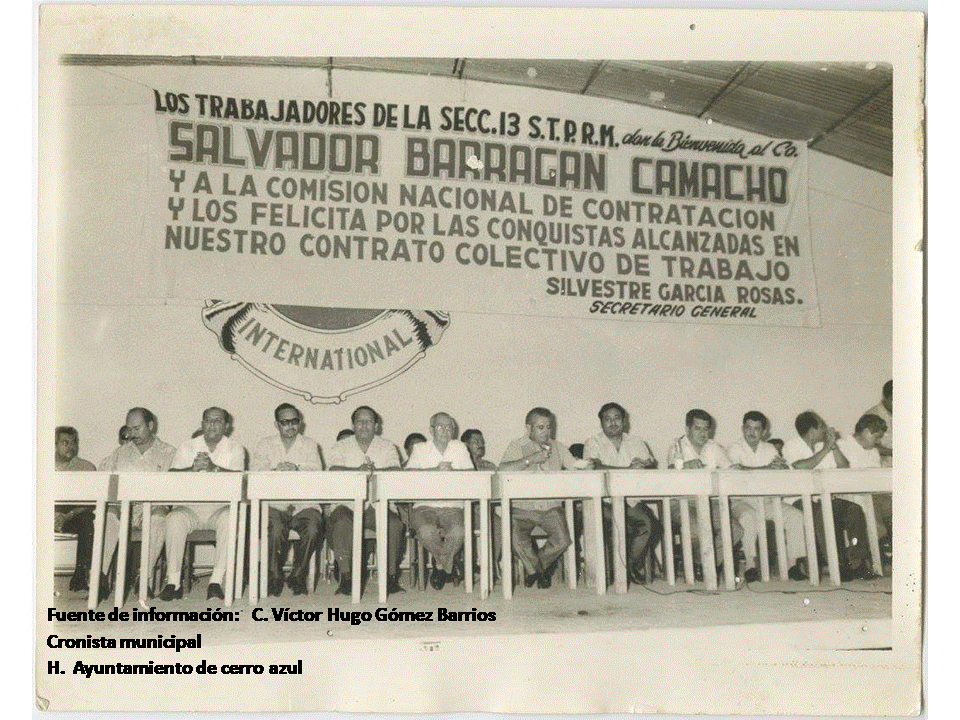 LOS TRABAJADORES DE LA SECC.13 S.T.P.R.M. dan la Bienvenida al Co.
SALVADOR BARRAGAN CAMACHO
Y A LA COMISION NACIONAL DE CONTRATACION
Y LOS FELICITA POR LAS CONQUISTAS ALCANZADAS EN
NUESTRO CONTRATO COLECTIVO DE TRABAJO
SILVESTRE GARCIA ROSAS.
SECRETARIO GENERAL
INTERNATIONAL
Fuente de información: C. Víctor Hugo Gómez Barrios
Cronista municipal
H. Ayuntamiento de cerro azul